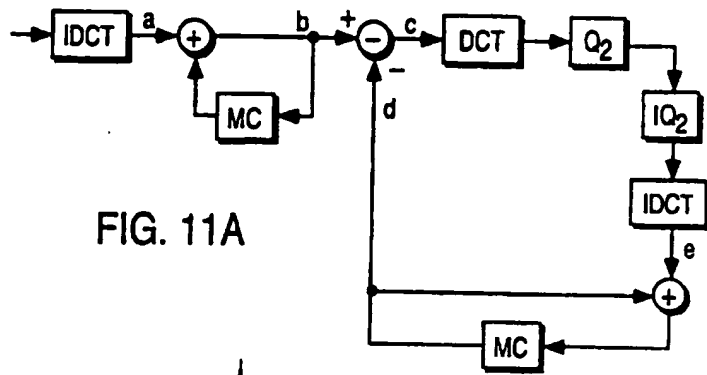 IDCT
a
+
b
+
-
-
c
DCT
Q2
MC
d
IQ2
IDCT
FIG. 11A
e
+
MC